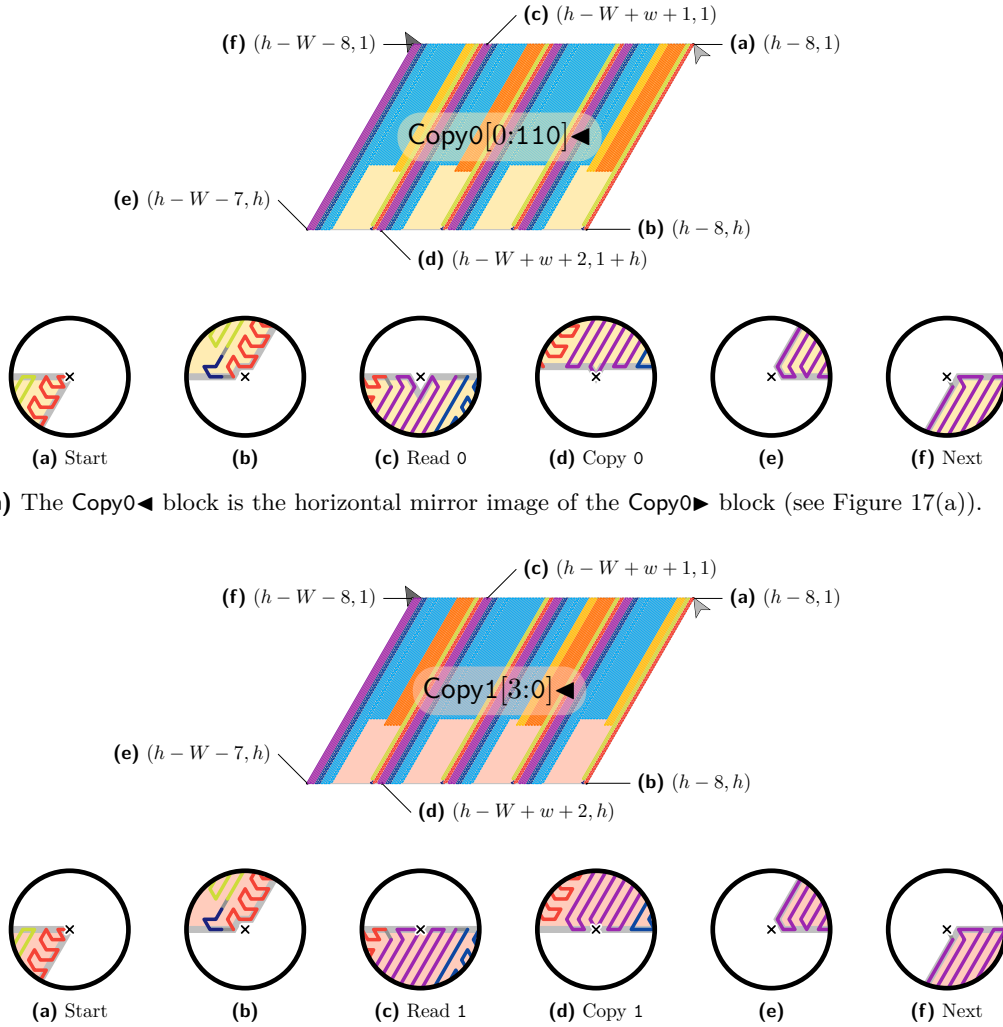 (c) (h − W + w + 1, 1)
(f) (h − W − 8, 1)
(a) (h − 8, 1)
Copy0[0:110]◄
(e) (h − W − 7, h)
(b) (h − 8, h)
(d) (h − W + w + 2, 1 + h)
(a) Start
(b)
(c) Read 0
(d) Copy 0
(e)
(f) Next
) The Copy0◄ block is the horizontal mirror image of the Copy0► block (see Figure 17(a)).
(c) (h − W + w + 1, 1)
(f) (h − W − 8, 1)
(a) (h − 8, 1)
Copy1[3:0]◄
(e) (h − W − 7, h)
(b) (h − 8, h)
(d) (h − W + w + 2, h)
(a) Start
(b)
(c) Read 1
(d) Copy 1
(e)
(f) Next